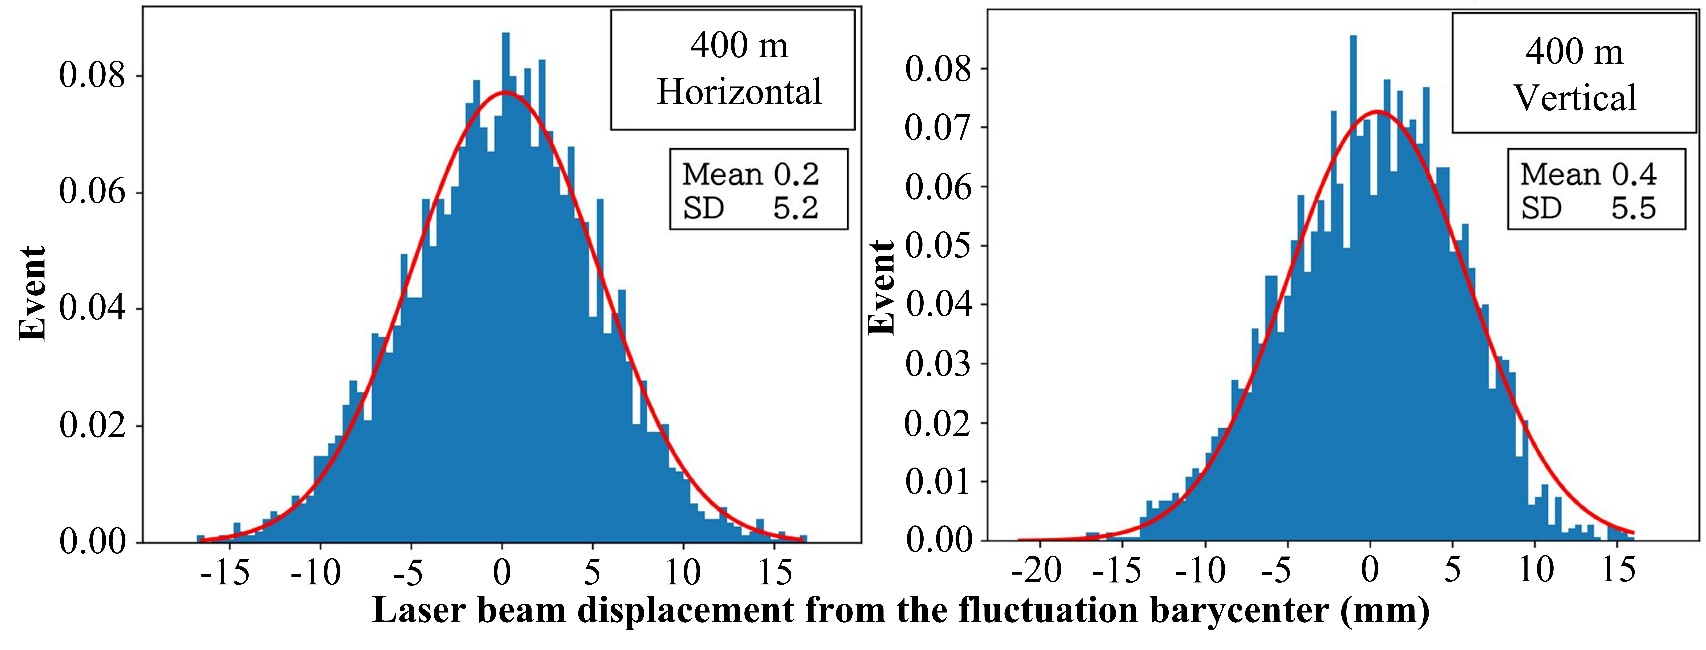 400 m
Horizontal
Mean 0.2
SD 5.2
Event
0.08
0.06
0.04
0.02
0.00
-15 -10 -5 0 5 10 15
400 m
Vertical
Mean 0.4
SD 5.5
Event
0.08
0.07
0.06
0.05
0.04
0.03
0.02
0.01
0.00
-20 -15 -10 -5 0 5 10 15
Laser beam displacement from the fluctuation barycenter (mm)